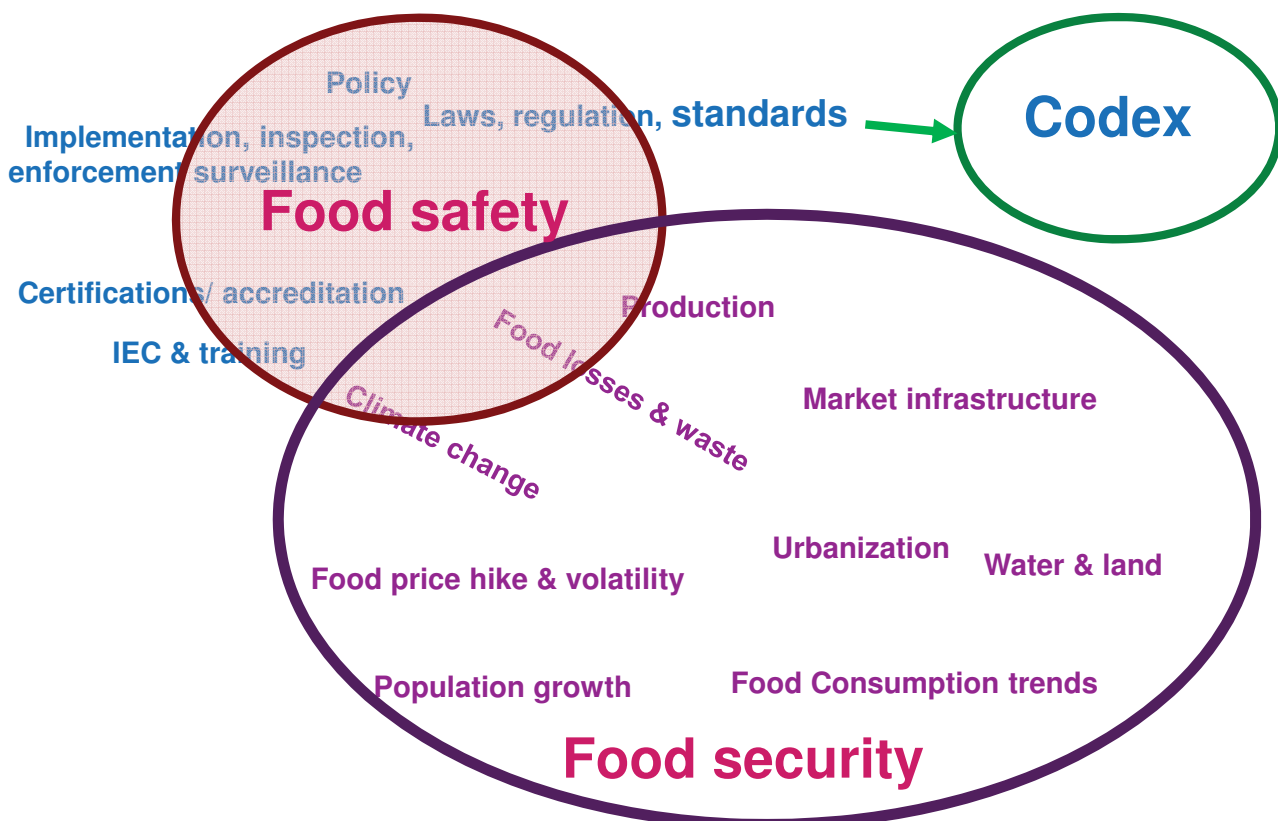 Policy
Laws, regulation, standards
Codex
Implementation, inspection,
enforcement surveillance
Food safety
Certifications/ accreditation
Production
IEC & training
Food losses & waste
Climate change
Market infrastructure
Urbanization
Water & land
Food price hike & volatility
Population growth
Food Consumption trends
Food security